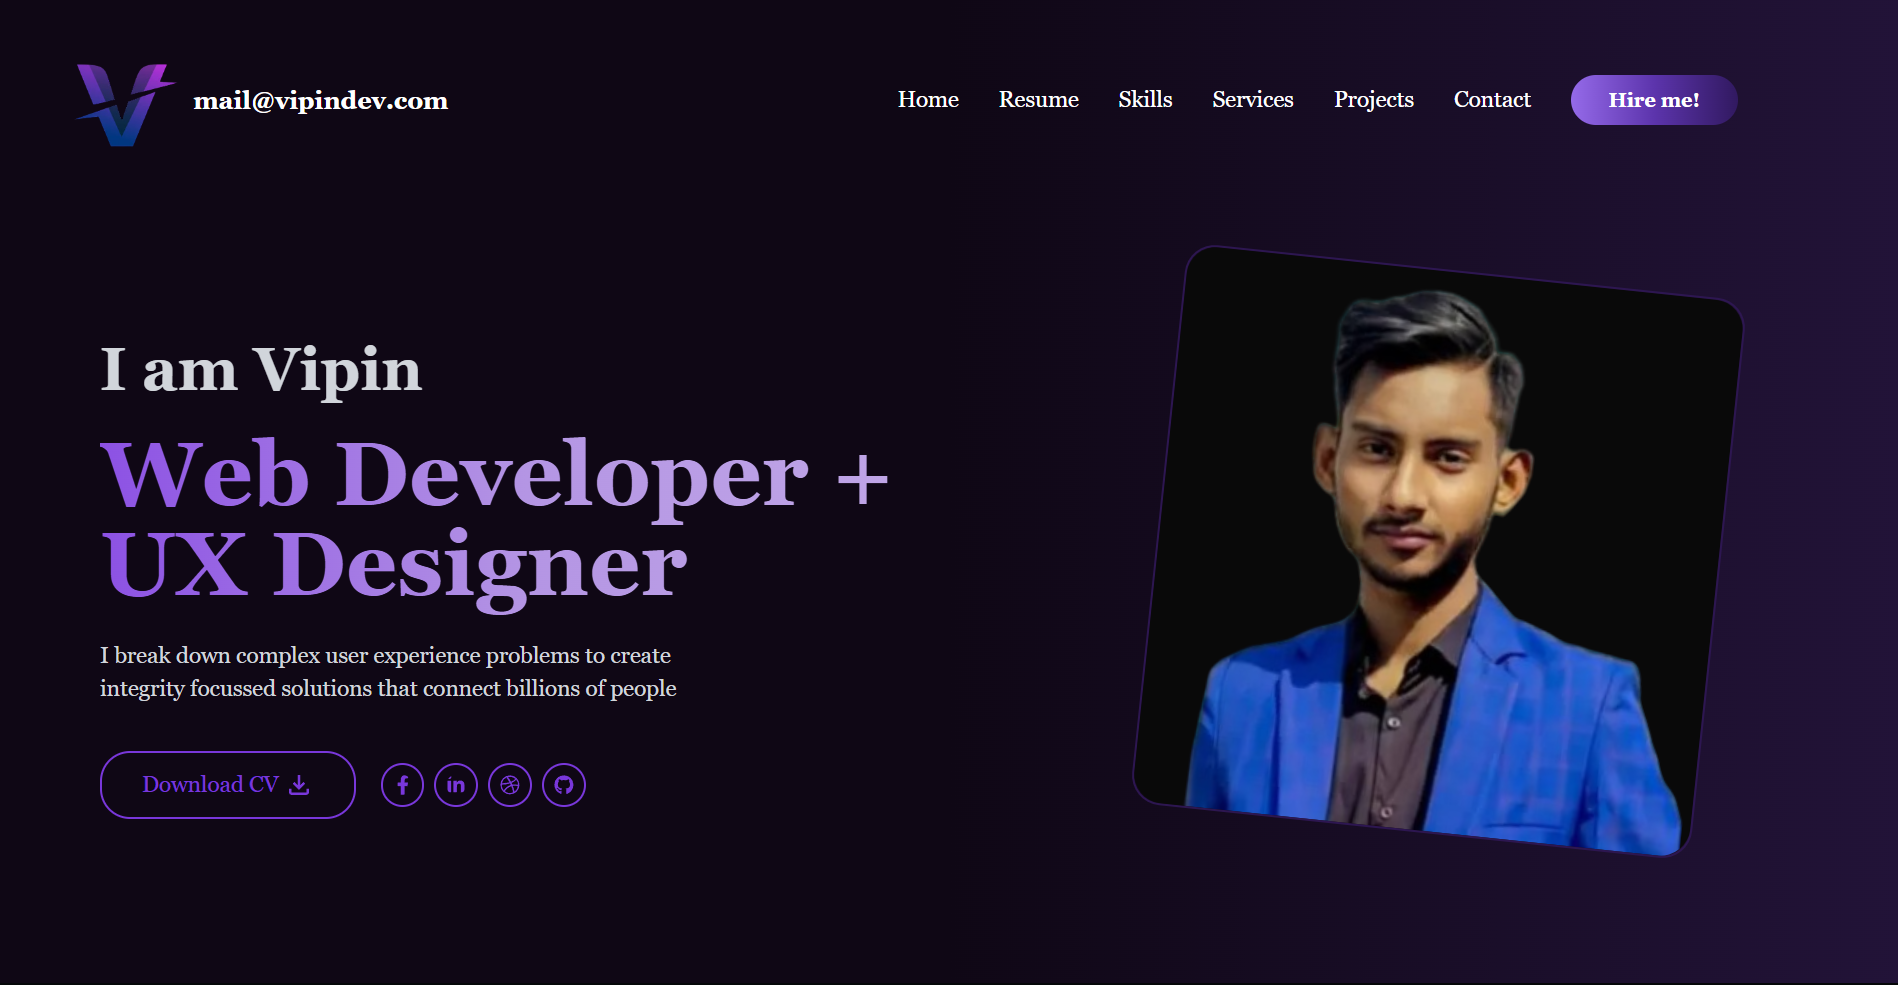 V mail@vipindev.com
Home Resume Skills Services Projects Contact Hire me!
I am Vipin
Web Developer +
UX Designer
I break down complex user experience problems to create
integrity focussed solutions that connect billions of people
Download CV